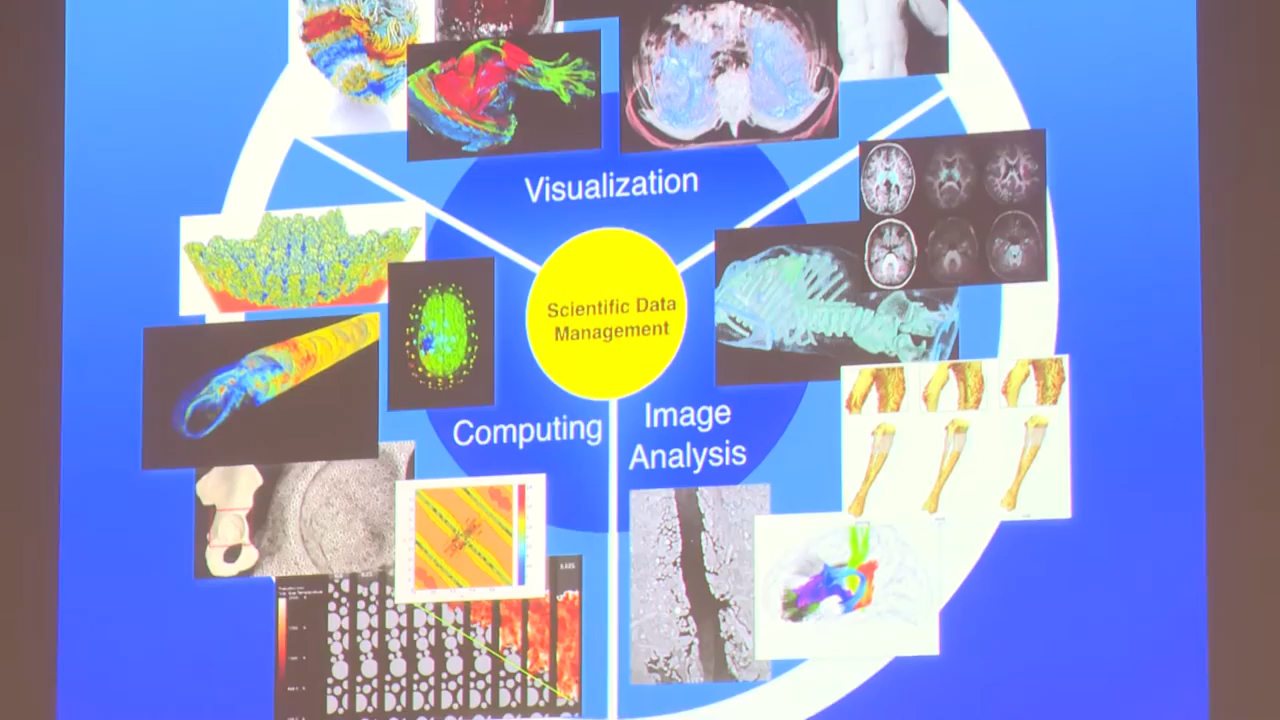 Visualization
Scientific Data
Management
Computing
Image
Analysis